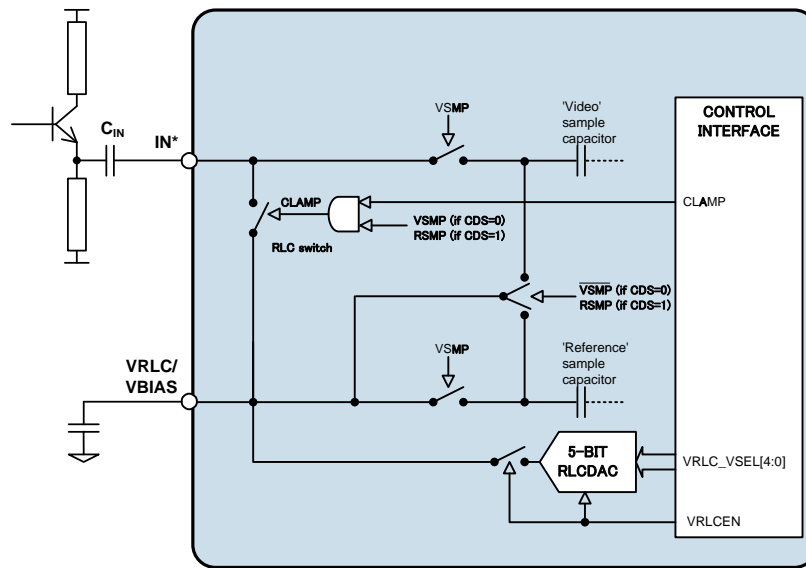 C_IN
IN*
VSMP
'Video'
sample
capacitor
CONTROL
INTERFACE
CLAMP
CLAMP
VSMP (if CDS=0)
RSMP (if CDS=1)
RLC switch
V̅S̅M̅P̅ (if CDS=0)
RSMP (if CDS=1)
VRLC/
VBIAS
VSMP
'Reference'
sample
capacitor
5-BIT
RLCDAC
VRLC_VSEL[4:0]
VRLCEN